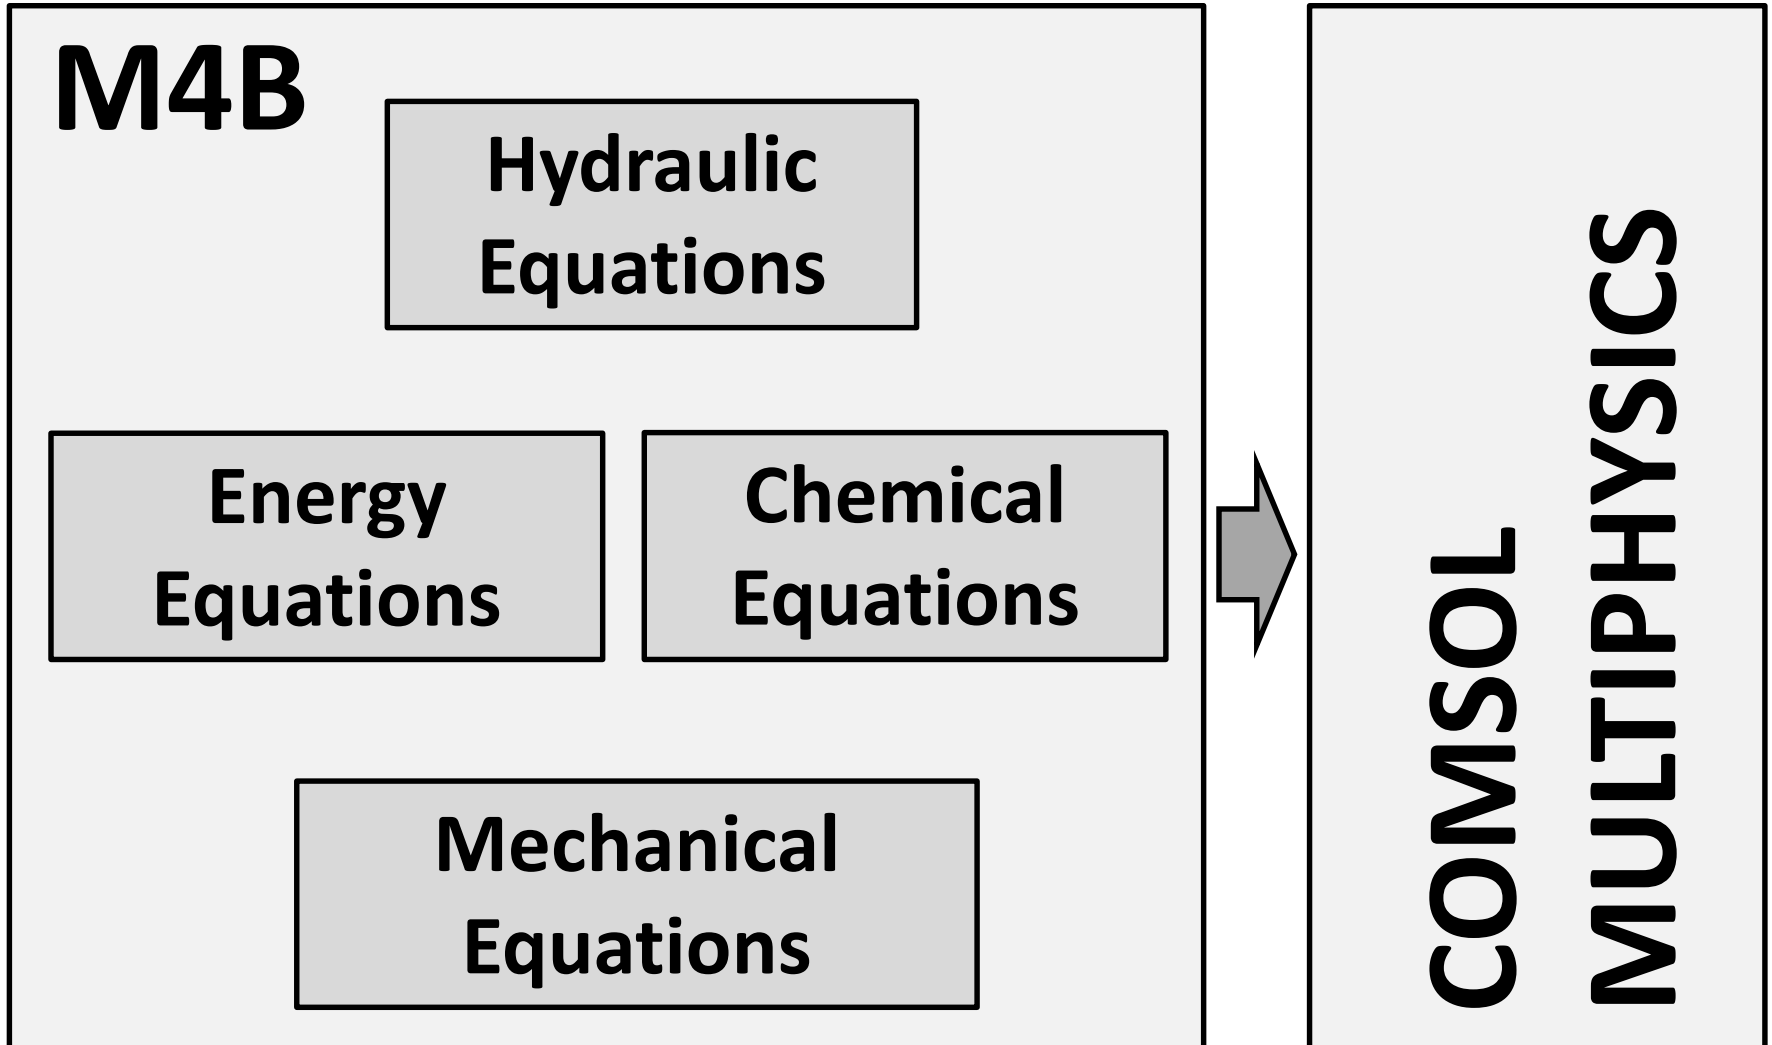 M4B
Hydraulic
Equations
Energy
Equations
Chemical
Equations
Mechanical
Equations
COMSOL
MULTIPHYSICS